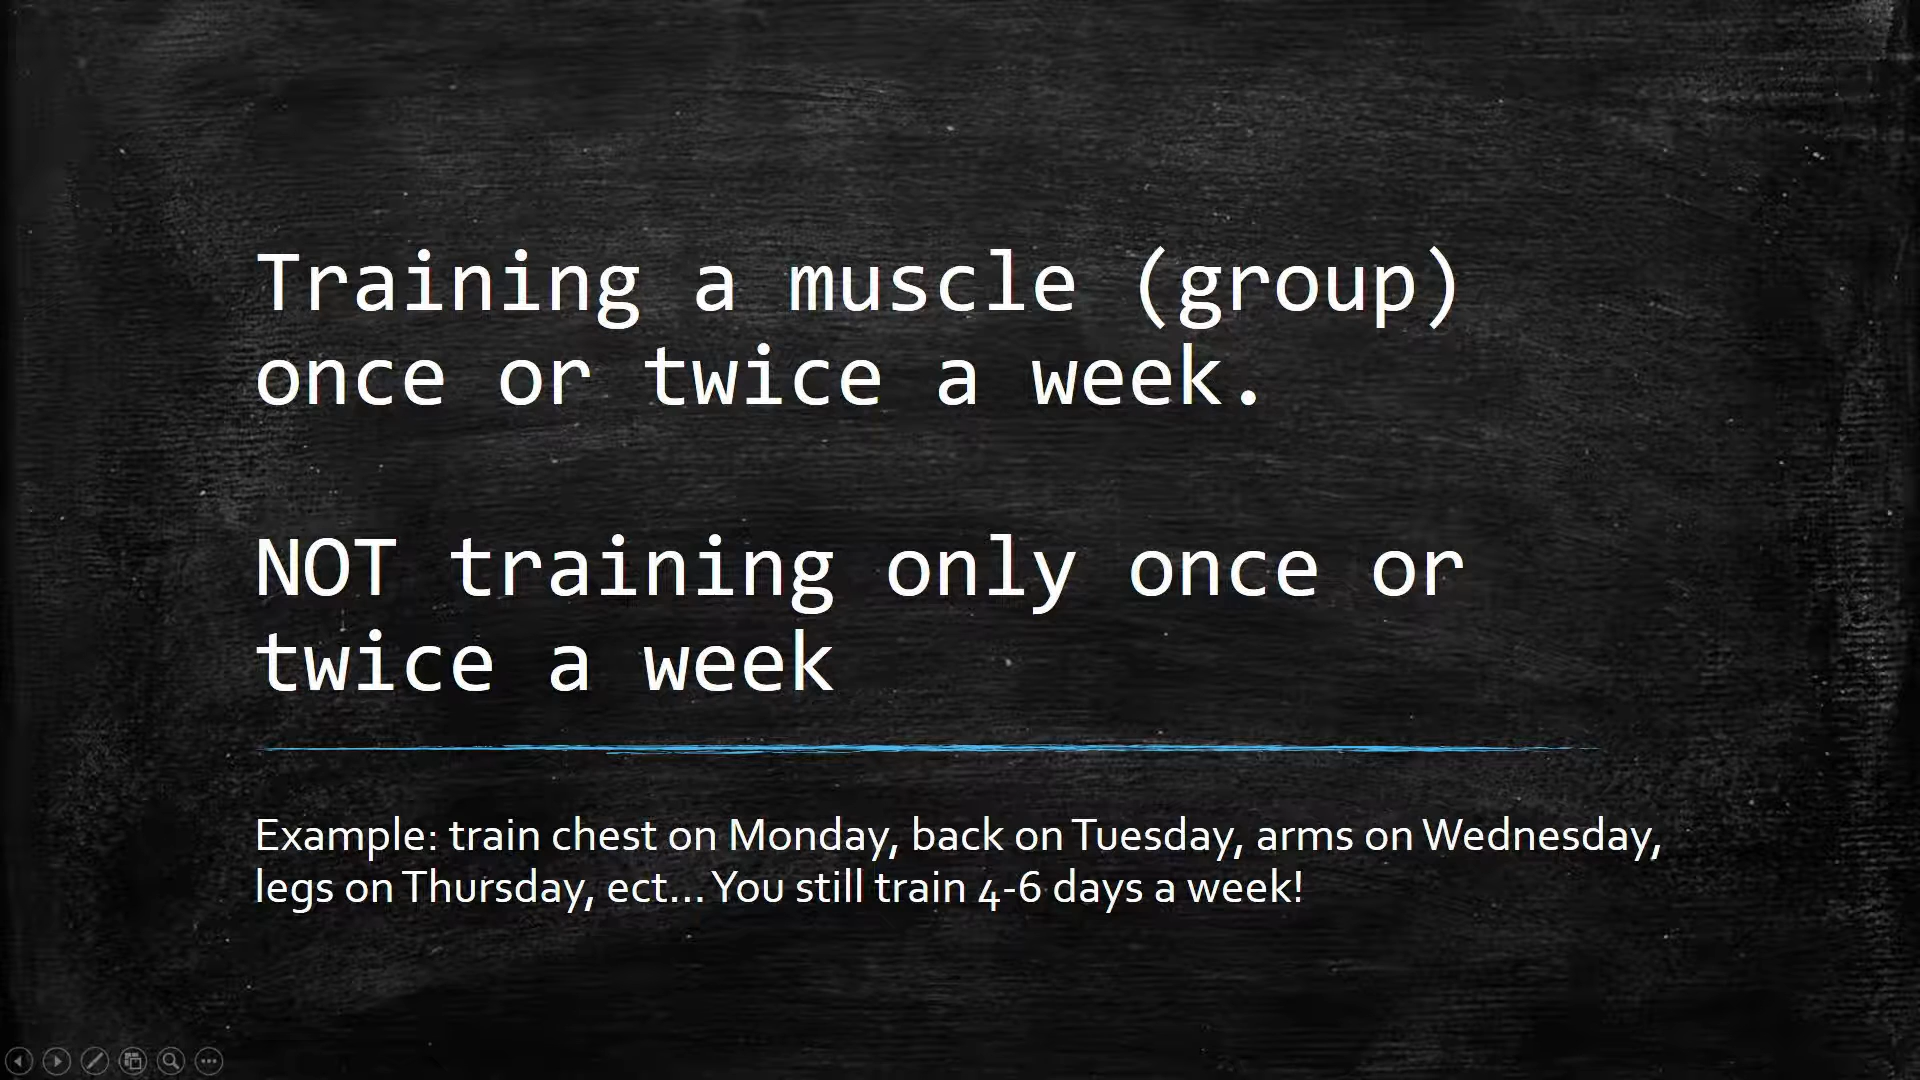 Training a muscle (group)
once or twice a week.
NOT training only once or
twice a week
Example: train chest on Monday, back on Tuesday, arms on Wednesday,
legs on Thursday, ect... You still train 4-6 days a week!